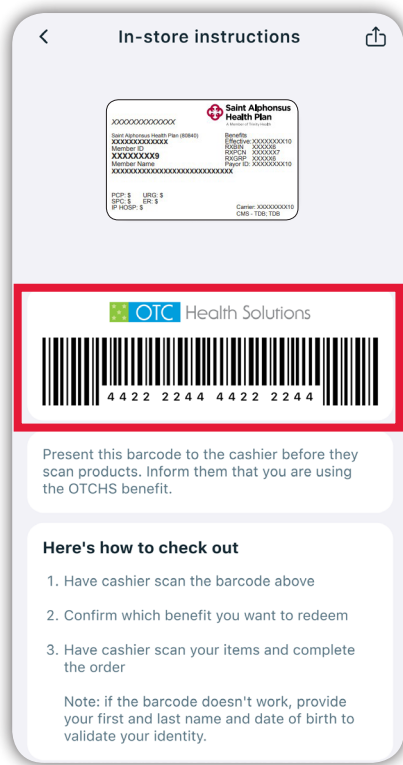 In-store instructions
Saint Alphonsus
Health Plan
A Member of Trinity Health
XXXXXXXXXXXXX
Saint Alphonsus Health Plan (80840)
XXXXXXXXXXXXX
Member ID
XXXXXXXX9
Member Name
XXXXXXXXXXXXXXXXXXXXXXXXXXX
Benefits
Effective: XXXXXXXX10
RXBIN XXXXX6
RXPCN XXXXXX7
RXGRP XXXXX6
Payor ID: XXXXXXXX10
PCP: $ URG: $
SPC: $ ER: $
IP HOSP: $
Carrier: XXXXXXXX10
CMS - TDB; TDB
OTC Health Solutions
4422 2244 4422 2244
Present this barcode to the cashier before they
scan products. Inform them that you are using
the OTCHS benefit.
Here's how to check out
1. Have cashier scan the barcode above
2. Confirm which benefit you want to redeem
3. Have cashier scan your items and complete
the order
Note: if the barcode doesn't work, provide
your first and last name and date of birth to
validate your identity.